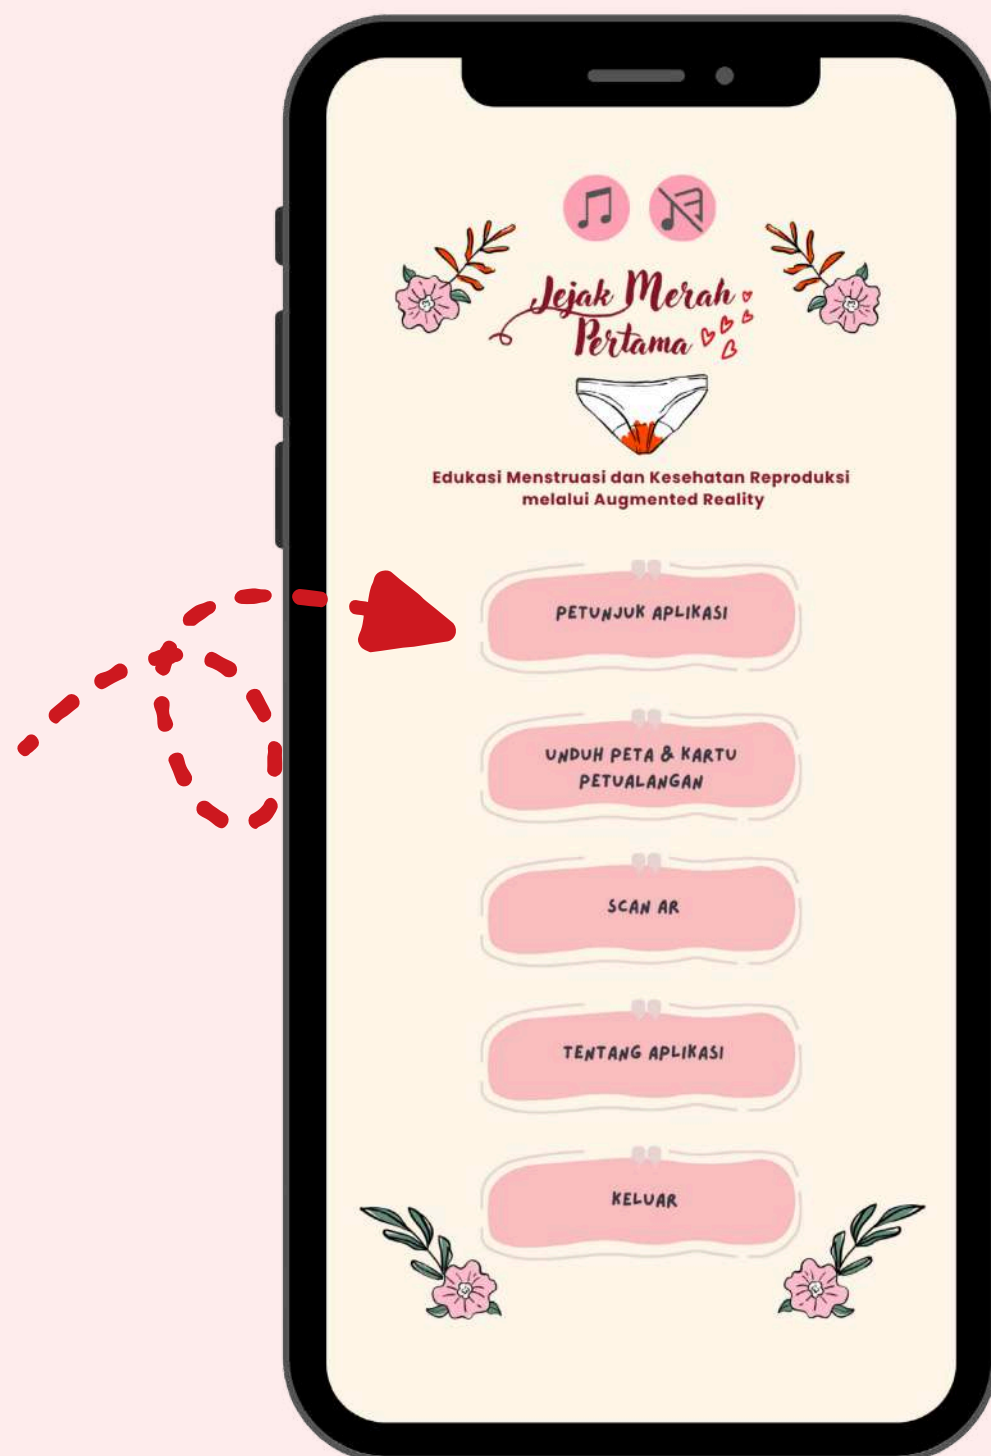 Jejak Merah
Pertama
Edukasi Menstruasi dan Kesehatan Reproduksi
melalui Augmented Reality
PETUNJUK APLIKASI
UNDUH PETA & KARTU
PETUALANGAN
SCAN AR
TENTANG APLIKASI
KELUAR